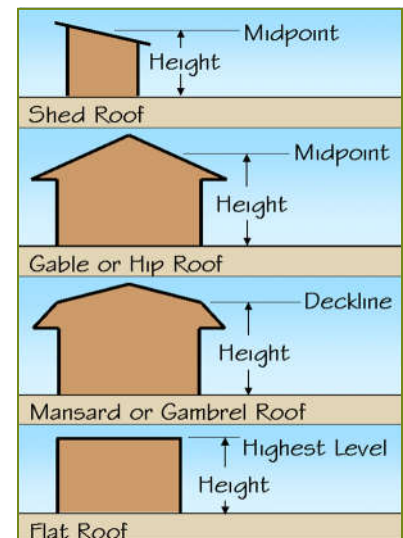 Midpoint
Height
Shed Roof
Midpoint
Height
Gable or Hip Roof
Deckline
Height
Mansard or Gambrel Roof
Highest Level
Height
Flat Roof